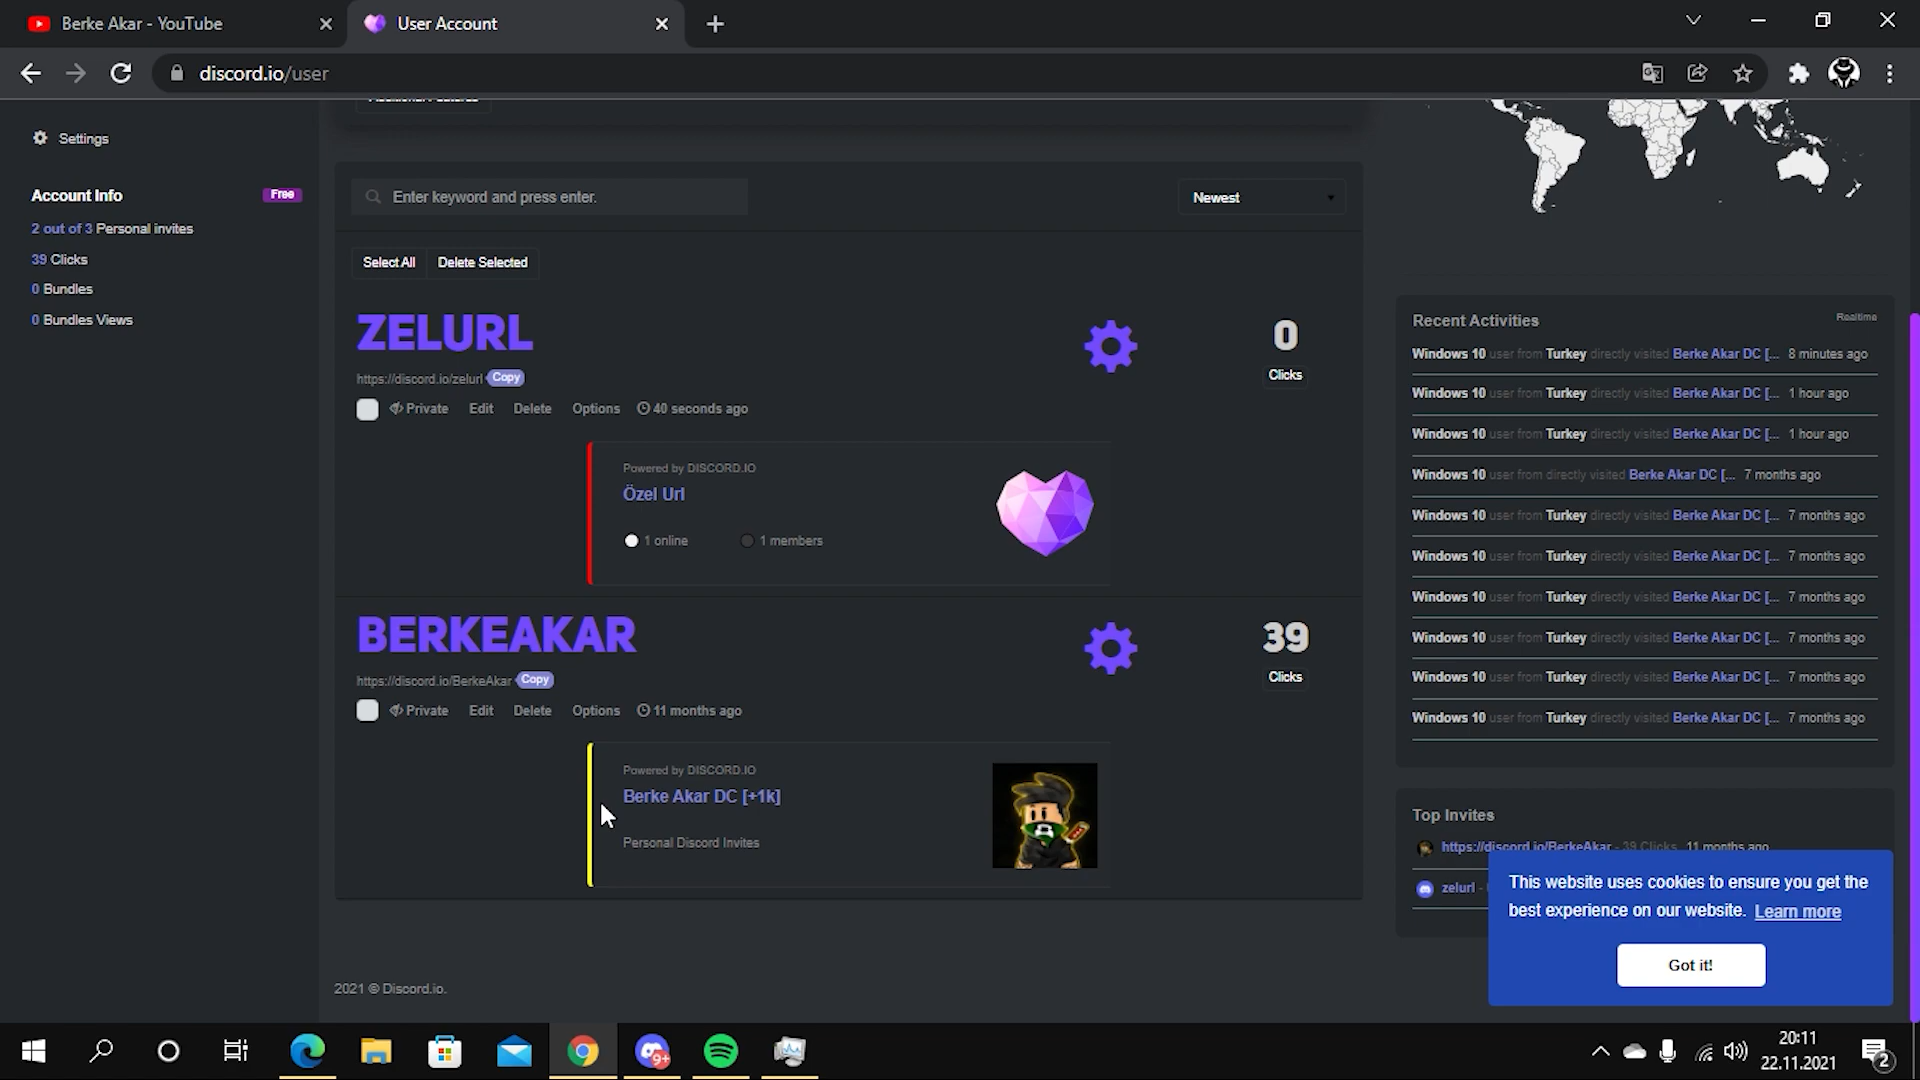 Berke Akar - YouTube
User Account
discord.io/user
Additional Features
Settings
Account Info
Free
2 out of 3 Personal invites
39 Clicks
0 Bundles
0 Bundles Views
Enter keyword and press enter.
Newest
Select All
Delete Selected
ZELURL
0
https://discord.io/zelurl
Copy
Clicks
Private Edit Delete Options 40 seconds ago
Powered by DISCORD.IO
Özel Url
1 online
1 members
BERKEAKAR
39
https://discord.io/BerkeAkar
Copy
Clicks
Private Edit Delete Options 11 months ago
Powered by DISCORD.IO
Berke Akar DC [+1k]
Personal Discord Invites
2021 © Discord.io.
Recent Activities
Realtime
Windows 10 user from Turkey directly visited Berke Akar DC [... 8 minutes ago
Windows 10 user from Turkey directly visited Berke Akar DC [... 1 hour ago
Windows 10 user from Turkey directly visited Berke Akar DC [... 1 hour ago
Windows 10 user from directly visited Berke Akar DC [... 7 months ago
Windows 10 user from Turkey directly visited Berke Akar DC [... 7 months ago
Windows 10 user from Turkey directly visited Berke Akar DC [... 7 months ago
Windows 10 user from Turkey directly visited Berke Akar DC [... 7 months ago
Windows 10 user from Turkey directly visited Berke Akar DC [... 7 months ago
Windows 10 user from Turkey directly visited Berke Akar DC [... 7 months ago
Windows 10 user from Turkey directly visited Berke Akar DC [... 7 months ago
Top Invites
https://discord.io/BerkeAkar - 39 Clicks 11 months ago
zelurl -
This website uses cookies to ensure you get the
best experience on our website. Learn more
Got it!
9+
20:11
22.11.2021
2